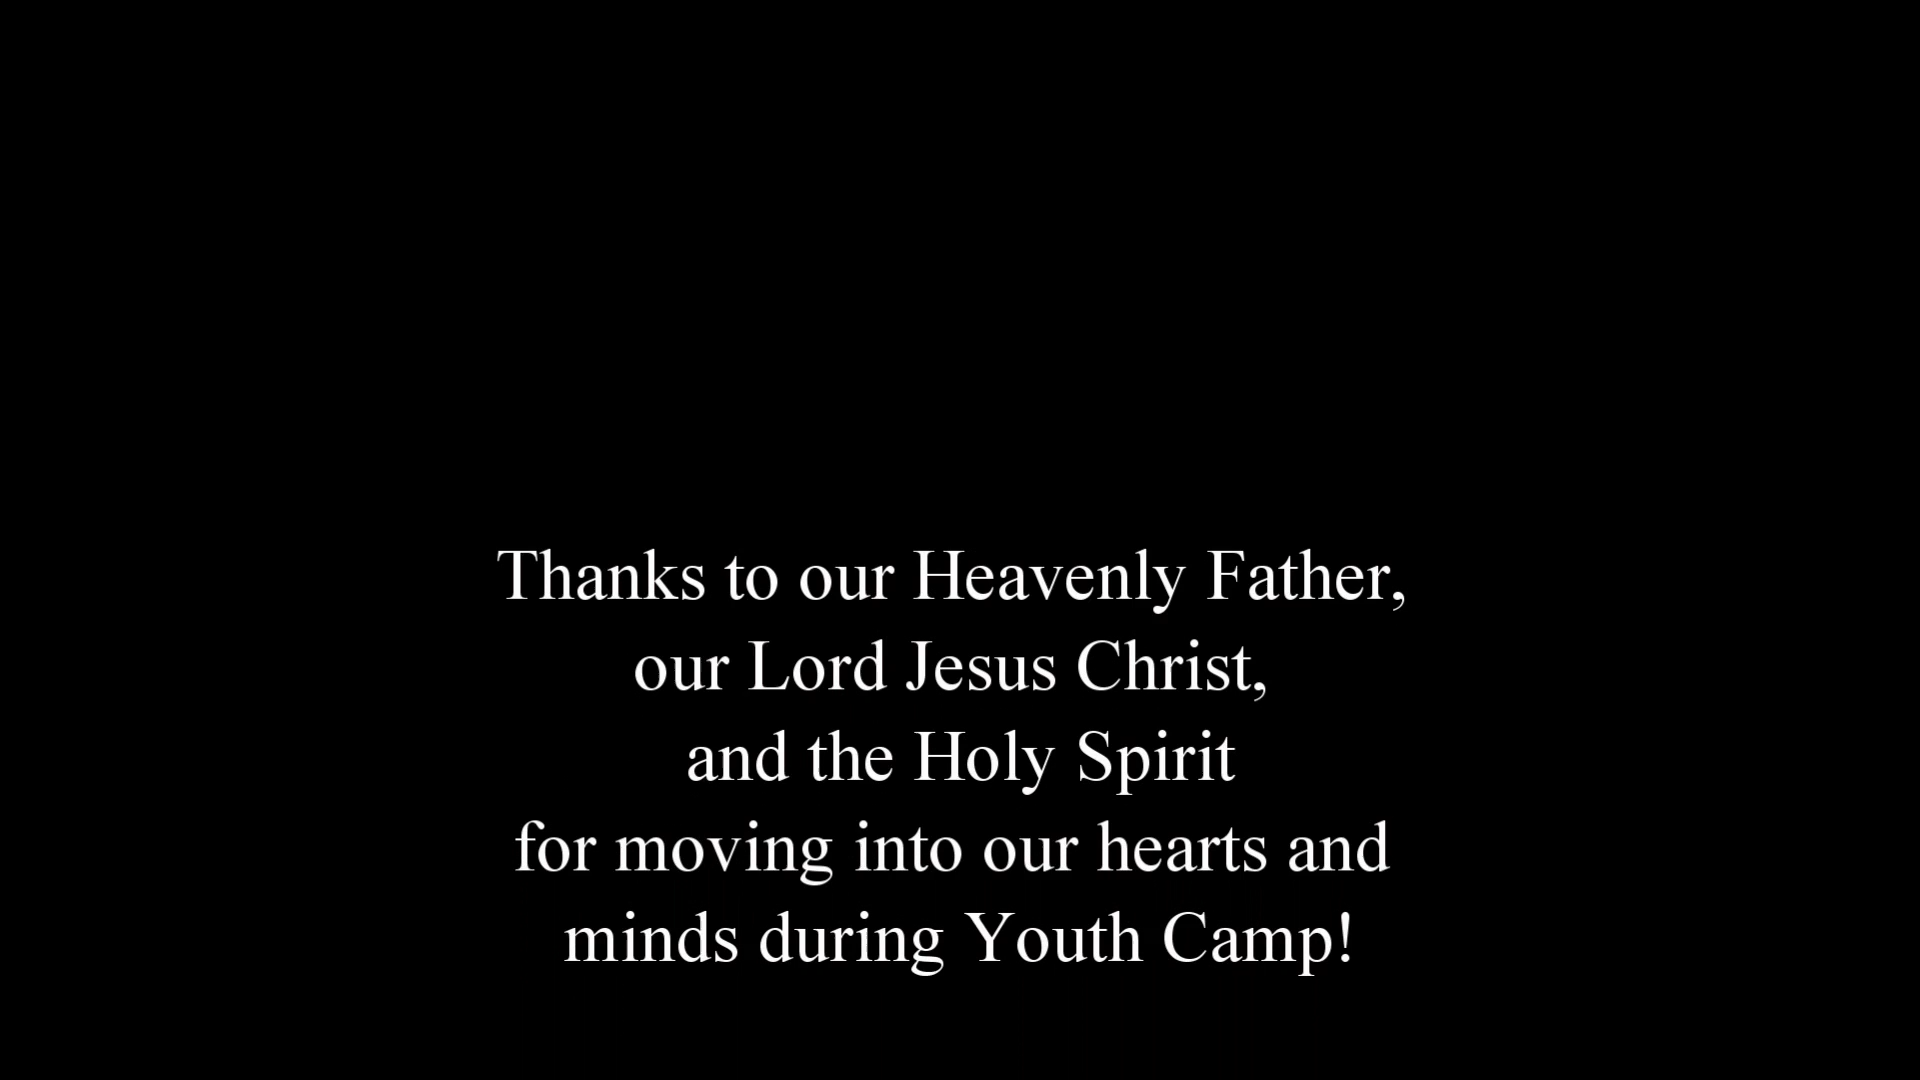 Thanks to our Heavenly Father,
our Lord Jesus Christ,
and the Holy Spirit
for moving into our hearts and
minds during Youth Camp!